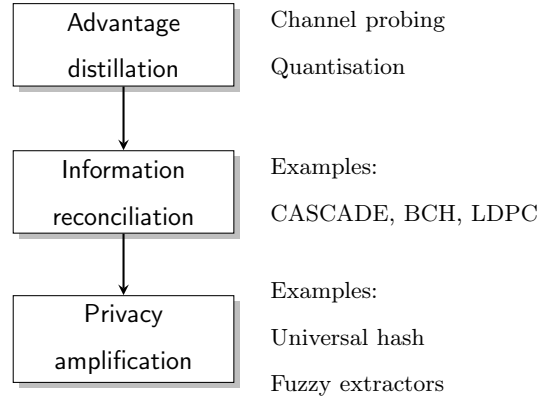 Advantage
distillation
Channel probing
Quantisation
Information
reconciliation
Examples:
CASCADE, BCH, LDPC
Privacy
amplification
Examples:
Universal hash
Fuzzy extractors